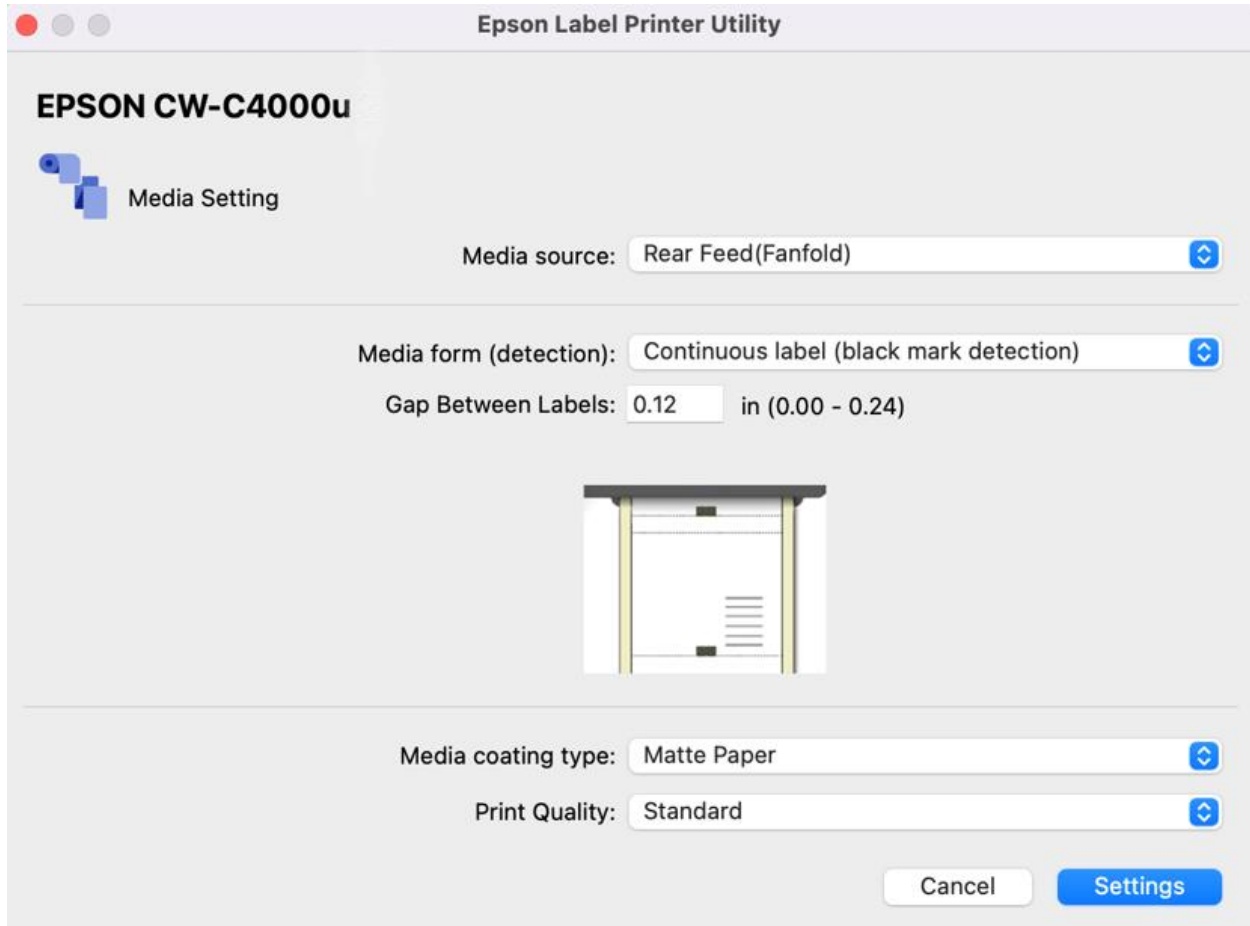 Epson Label Printer Utility
EPSON CW-C4000u
Media Setting
Media source: Rear Feed(Fanfold)
Media form (detection): Continuous label (black mark detection)
Gap Between Labels: 0.12 in (0.00 - 0.24)
Media coating type: Matte Paper
Print Quality: Standard
Cancel Settings